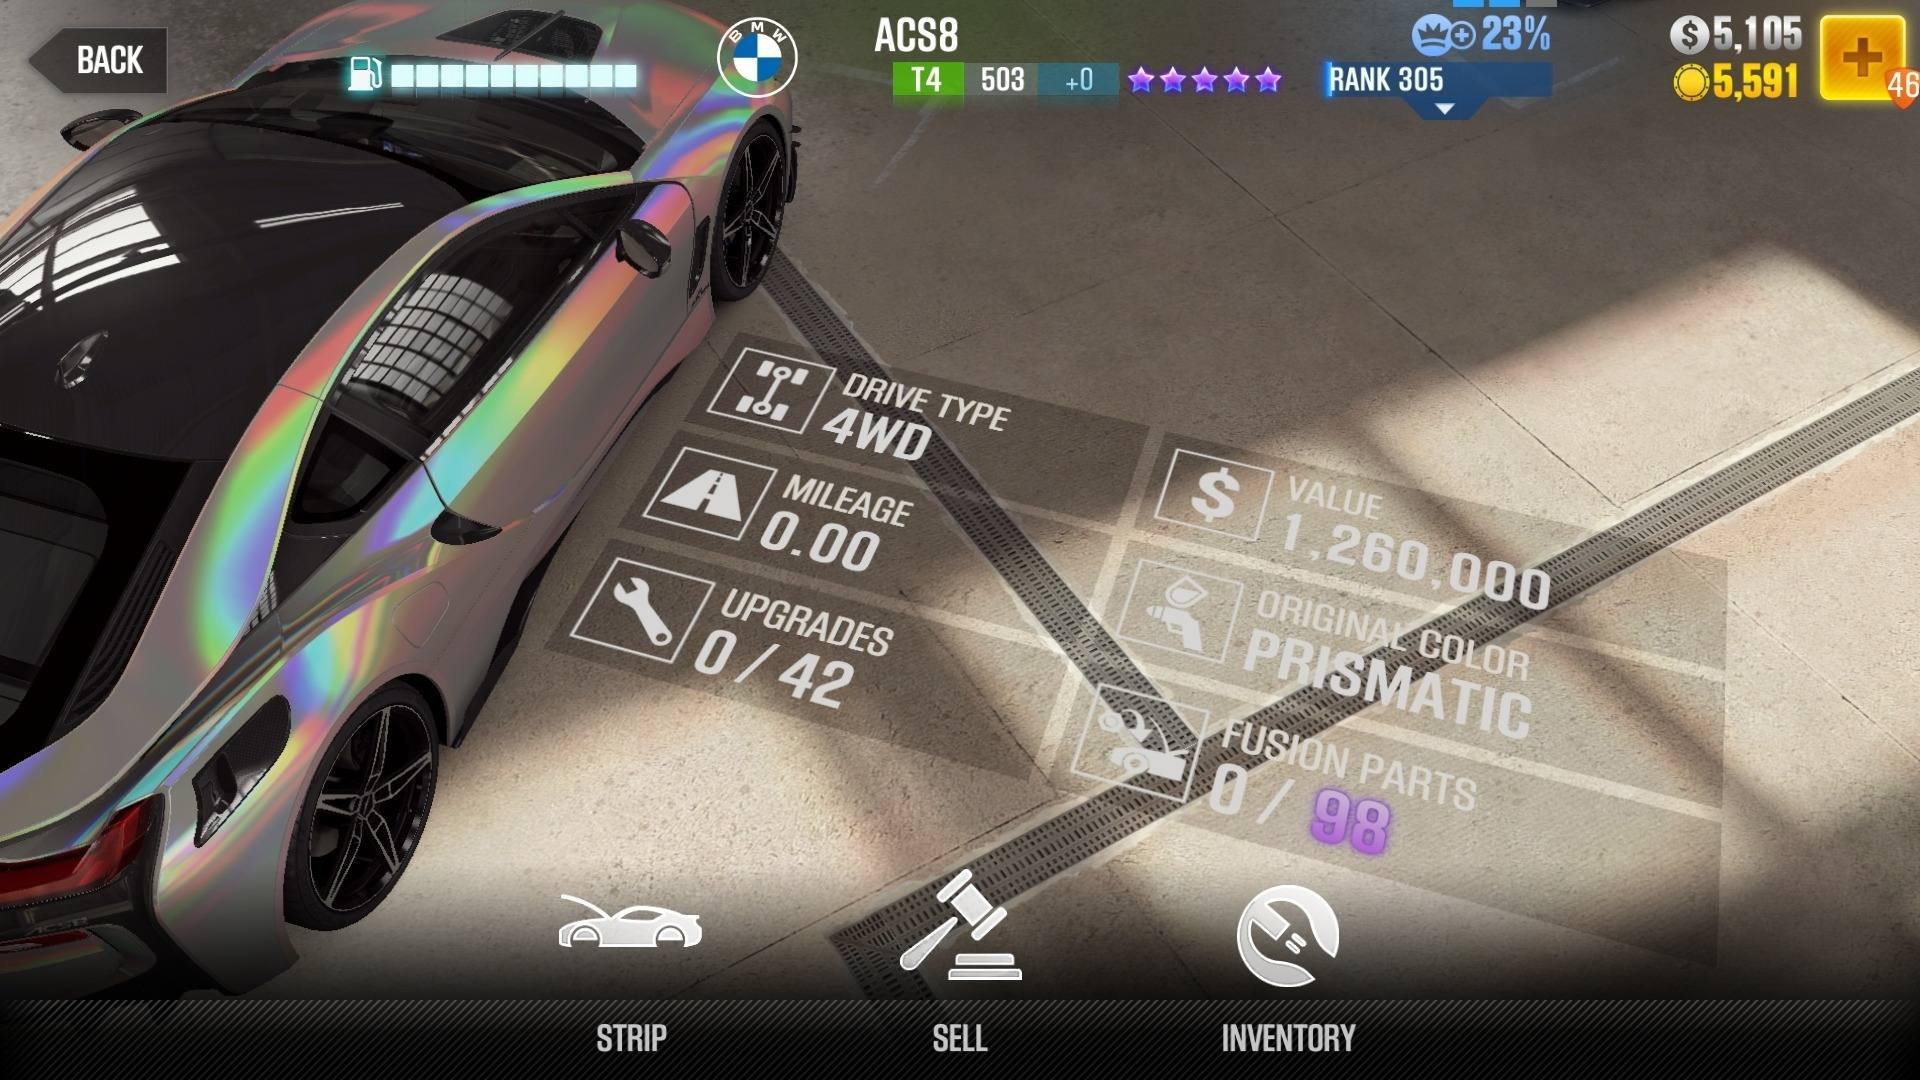 BACK
BMW
ACS8
T4 503 +0
23%
RANK 305
5,105
5,591
46
DRIVE TYPE
4WD
MILEAGE
0.00
UPGRADES
0/42
VALUE
1,260,000
ORIGINAL COLOR
PRISMATIC
FUSION PARTS
0/98
STRIP
SELL
INVENTORY